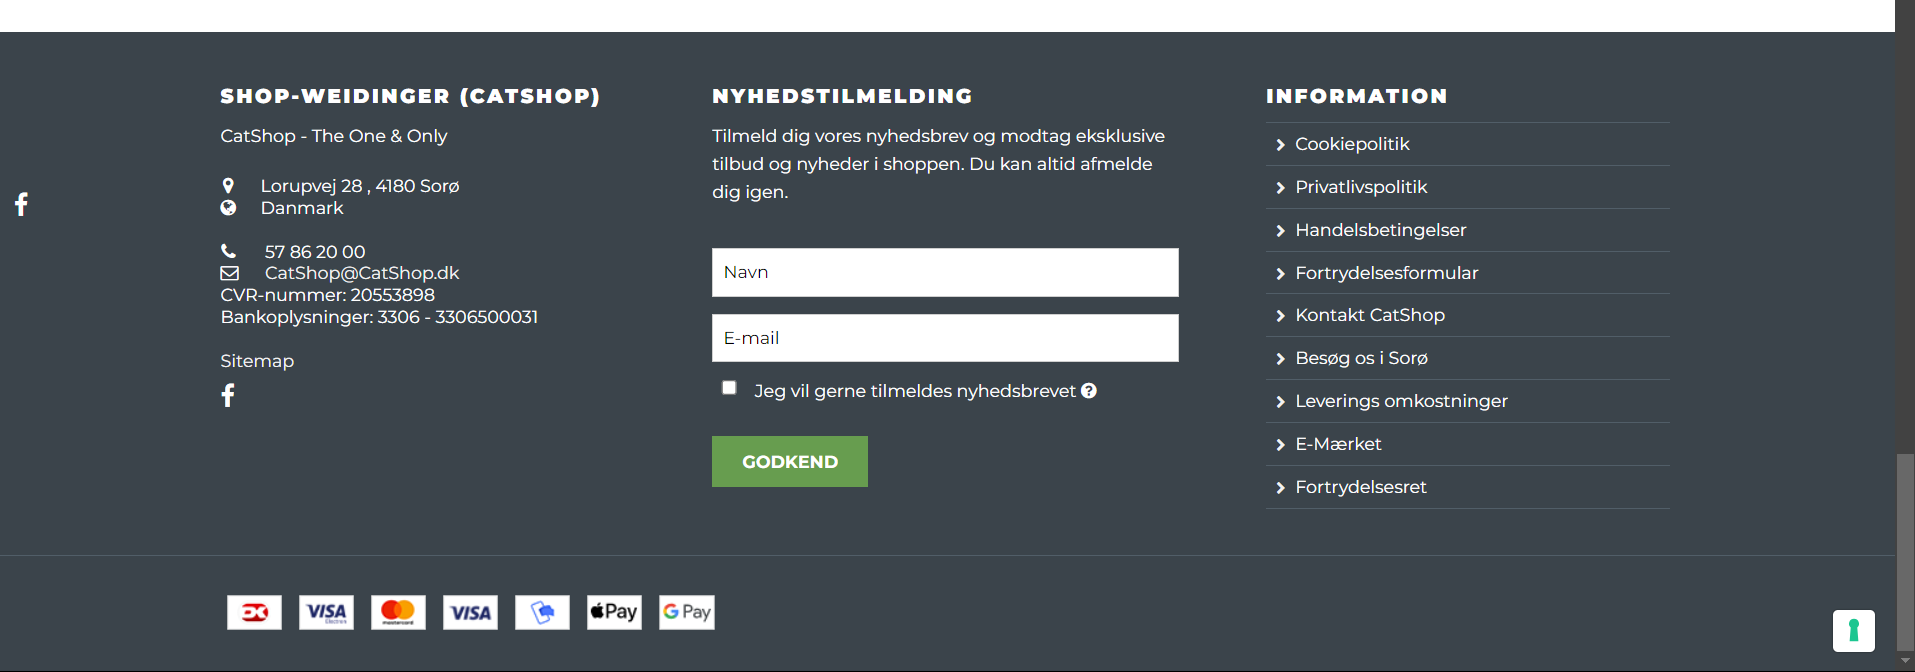 SHOP-WEIDINGER (CATSHOP)
CatShop - The One & Only
Lorupvej 28 , 4180 Sorø
Danmark
57 86 20 00
CatShop@CatShop.dk
CVR-nummer: 20553898
Bankoplysninger: 3306 - 3306500031
Sitemap
NYHEDSTILMELDING
Tilmeld dig vores nyhedsbrev og modtag eksklusive
tilbud og nyheder i shoppen. Du kan altid afmelde
dig igen.
Navn
E-mail
Jeg vil gerne tilmeldes nyhedsbrevet
GODKEND
INFORMATION
Cookiepolitik
Privatlivspolitik
Handelsbetingelser
Fortrydelsesformular
Kontakt CatShop
Besøg os i Sorø
Leverings omkostninger
E-Mærket
Fortrydelsesret
VISA Electron
mastercard
VISA
Pay
G Pay